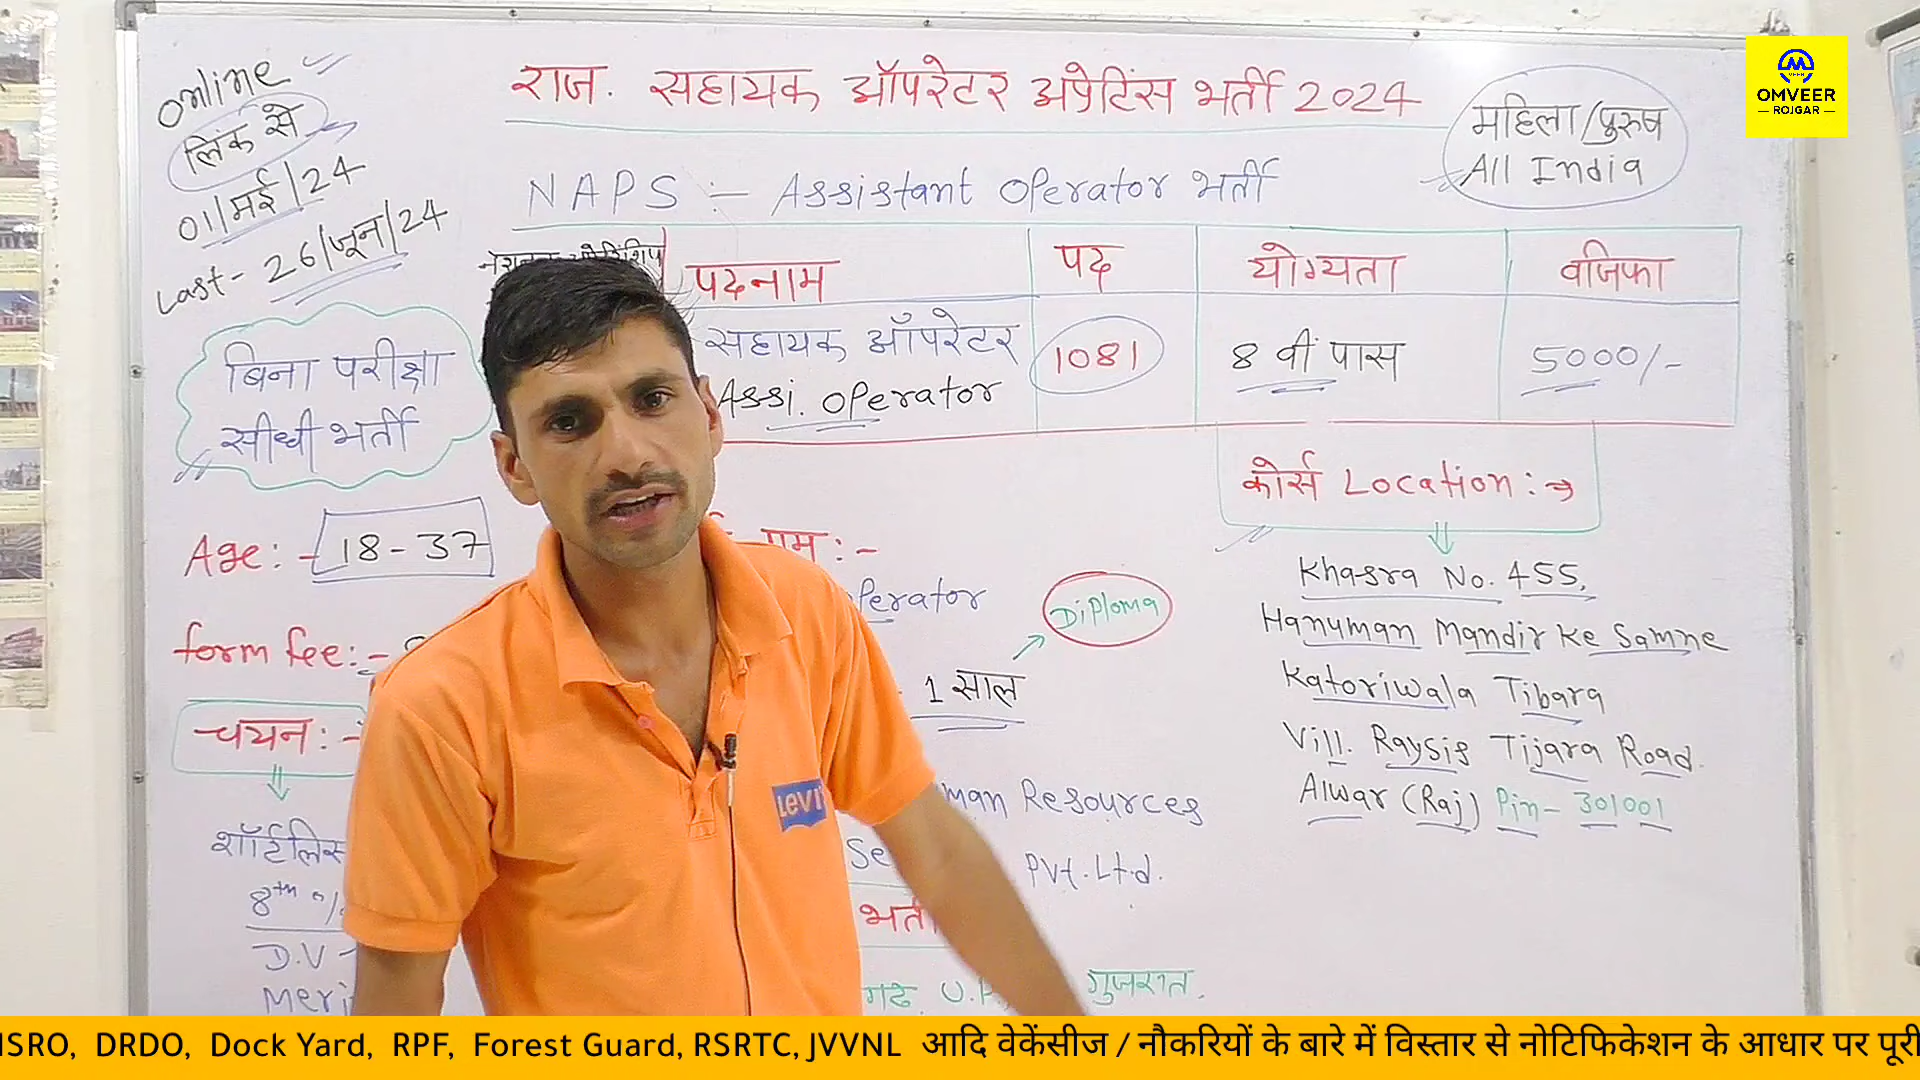 Online
लिंक से
01/मई/24
Last- 26/जून/24
राज. सहायक ऑपरेटर अप्रेटिंस भर्ती 2024
महिला/पुरुष
All India
OMVEER
ROJGAR
NAPS :- Assistant Operator भर्ती
पदनाम पद योग्यता वजिफा
सहायक ऑपरेटर
Assi. Operator
1081 8 वीं पास 5000/-
बिना परीक्षा
सीधी भर्ती
Age:- 18-37
form fee:-
चयन:-
8th %
D.V-
कोर्स Location:→
Khasra No. 455,
Hanuman Mandir Ke Samne
Katoriwala Tibara
Vill. Raysis Tijara Road.
Alwar (Raj) Pin- 301001
Diploma
1 साल
Resources
Pvt. Ltd.
गुजरात.
Levi
ISRO, DRDO, Dock Yard, RPF, Forest Guard, RSRTC, JVVNL आदि वेकेंसीज / नौकरियों के बारे में विस्तार से नोटिफिकेशन के आधार पर पूरी